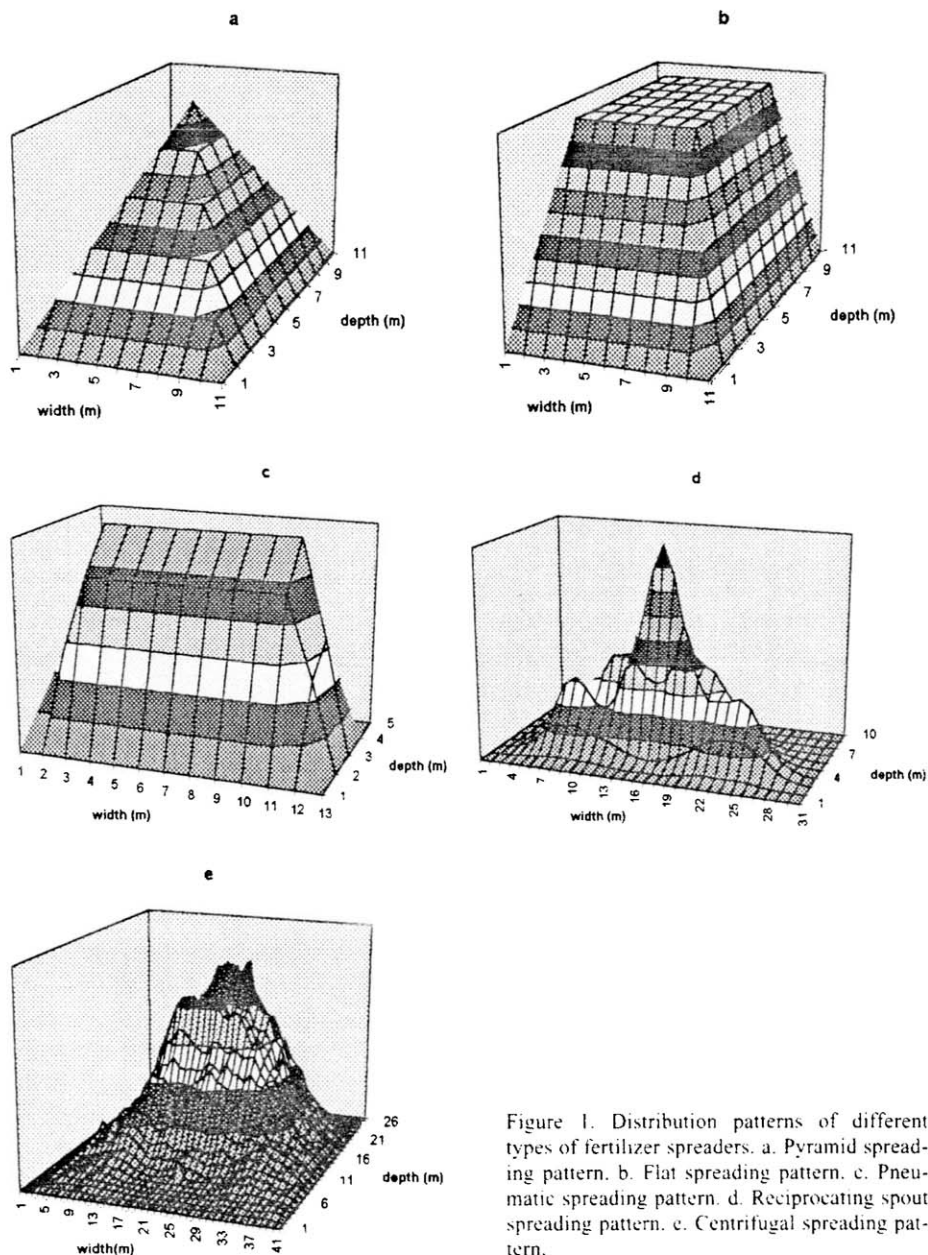 a
b
11
9
7
5
3
1
depth (m)
1
3
5
7
9
11
width (m)
11
9
7
5
3
1
depth (m)
1
3
5
7
9
11
width (m)
c
d
5
4
3
2
1
depth (m)
1 2 3 4 5 6 7 8 9 10 11 12 13
width (m)
10
7
4
1
depth (m)
1 4 7 10 13 16 19 22 25 28 31
width (m)
e
26
21
16
11
6
1
depth (m)
1 5 9 13 17 21 25 29 33 37 41
width(m)
Figure 1. Distribution patterns of different
types of fertilizer spreaders. a. Pyramid spread-
ing pattern. b. Flat spreading pattern. c. Pneu-
matic spreading pattern. d. Reciprocating spout
spreading pattern. e. Centrifugal spreading pat-
tern.